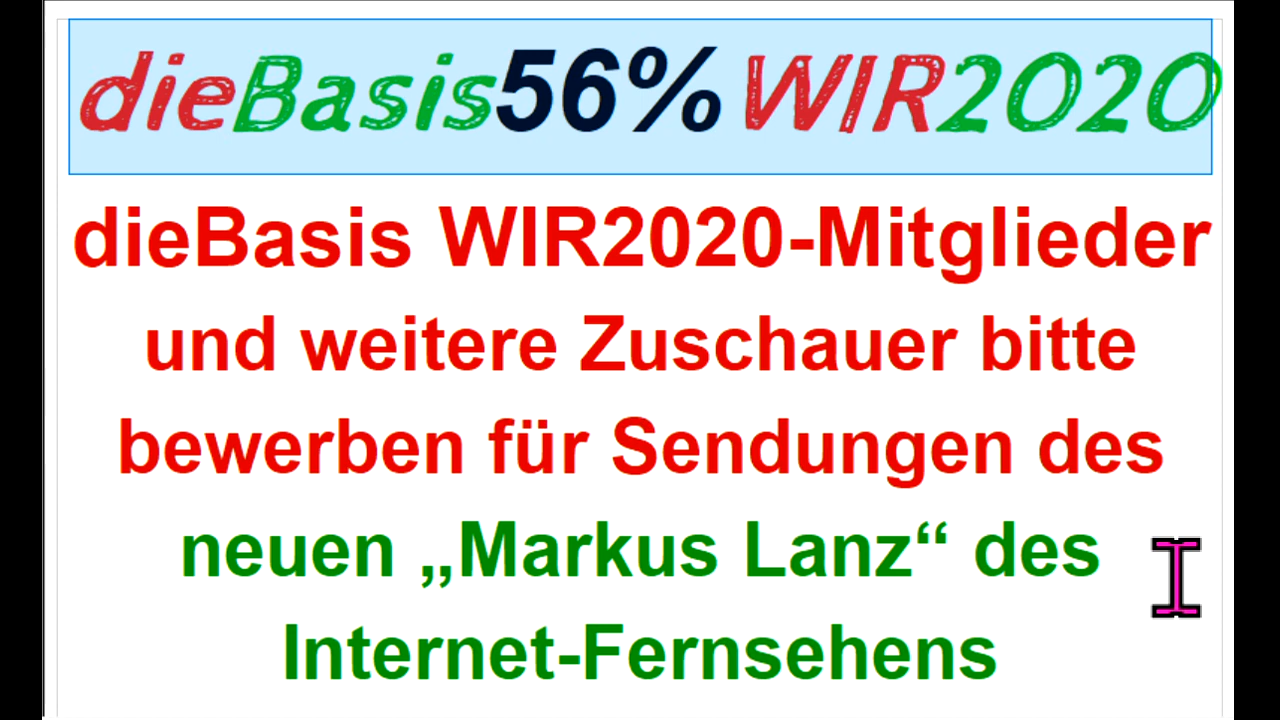 dieBasis56% WIR2020
dieBasis WIR2020-Mitglieder
und weitere Zuschauer bitte
bewerben für Sendungen des
neuen „Markus Lanz“ des
Internet-Fernsehens